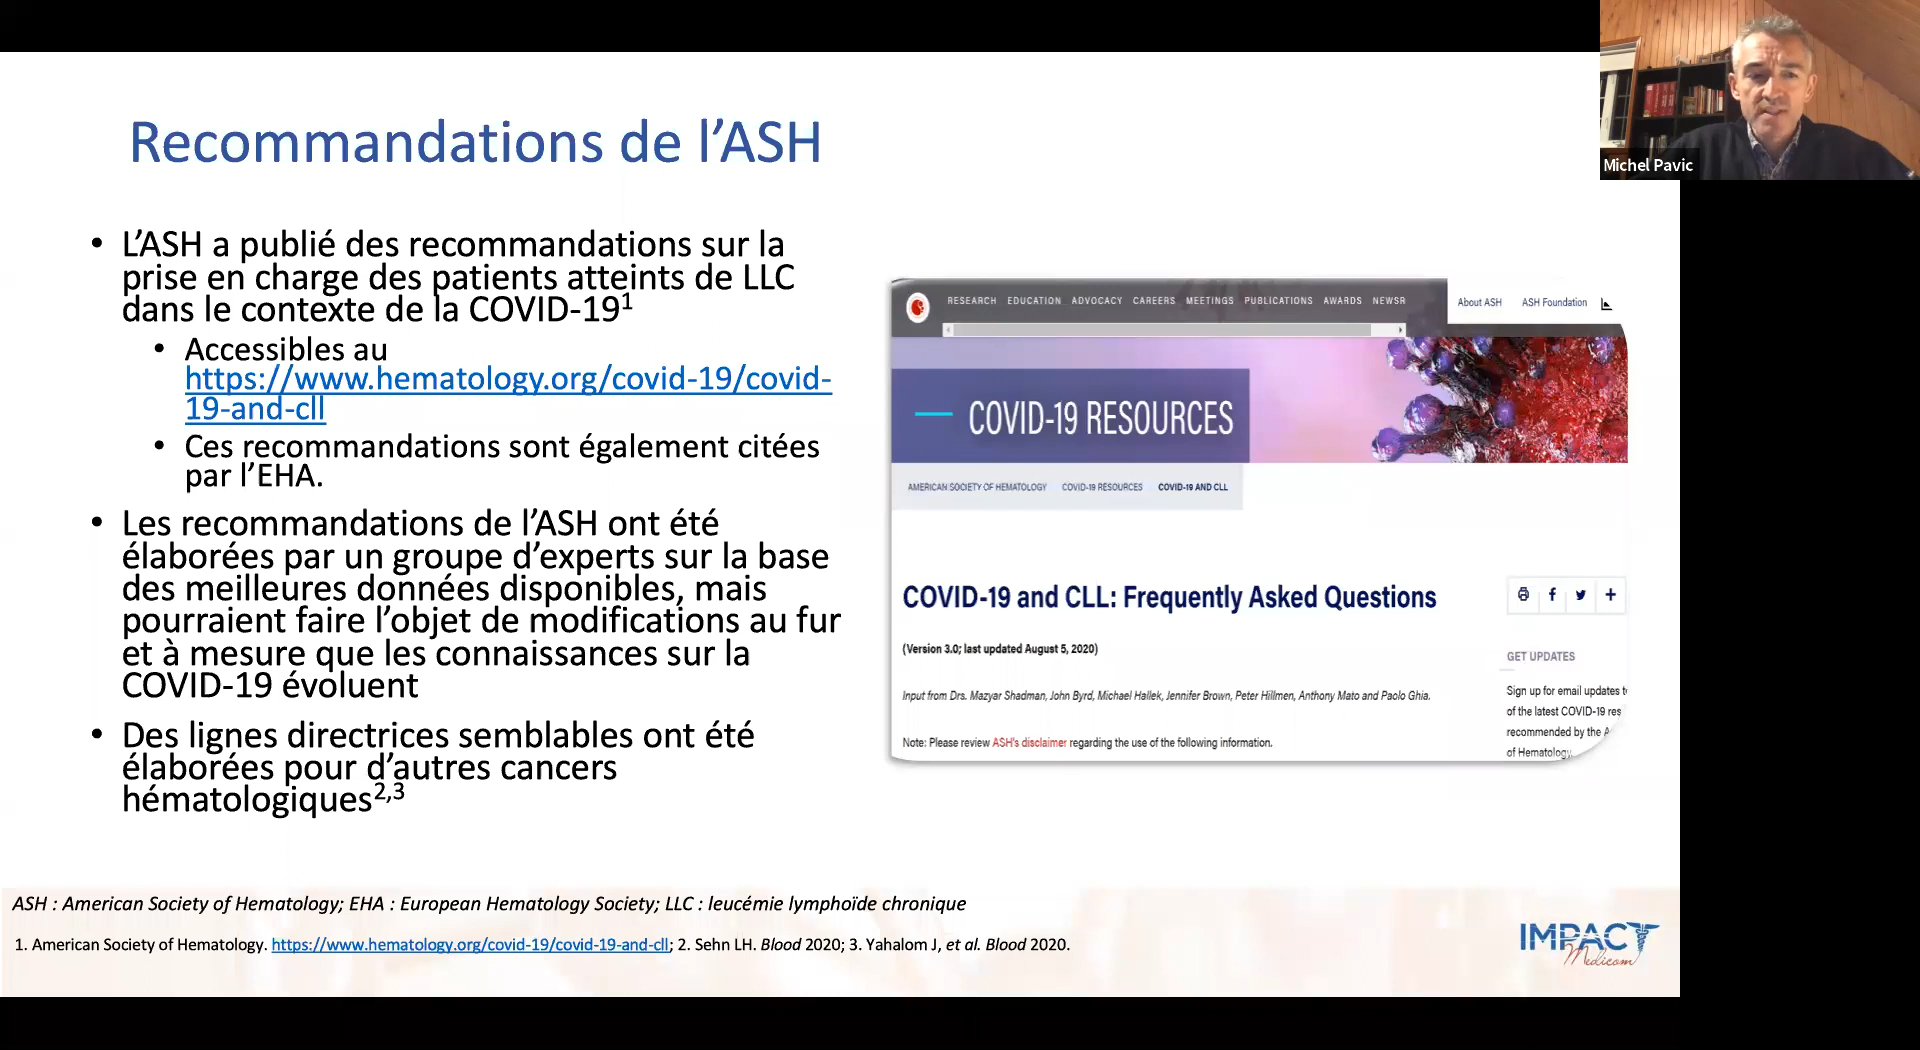 Recommandations de l’ASH
• L’ASH a publié des recommandations sur la
prise en charge des patients atteints de LLC
dans le contexte de la COVID-19¹
• Accessibles au
https://www.hematology.org/covid-19/covid-
19-and-cll
• Ces recommandations sont également citées
par l’EHA.
• Les recommandations de l’ASH ont été
élaborées par un groupe d’experts sur la base
des meilleures données disponibles, mais
pourraient faire l’objet de modifications au fur
et à mesure que les connaissances sur la
COVID-19 évoluent
• Des lignes directrices semblables ont été
élaborées pour d’autres cancers
hématologiques²,³
RESEARCH EDUCATION ADVOCACY CAREERS MEETINGS PUBLICATIONS AWARDS NEWSR
About ASH ASH Foundation
COVID-19 RESOURCES
AMERICAN SOCIETY OF HEMATOLOGY COVID-19 RESOURCES COVID-19 AND CLL
COVID-19 and CLL: Frequently Asked Questions
(Version 3.0; last updated August 5, 2020)
Input from Drs. Mazyar Shadman, John Byrd, Michael Hallek, Jennifer Brown, Peter Hillmen, Anthony Mato and Paolo Ghia.
Note: Please review ASH's disclaimer regarding the use of the following information.
GET UPDATES
Sign up for email updates
of the latest COVID-19 res
recommended by the
of Hematology
Michel Pavic
ASH : American Society of Hematology; EHA : European Hematology Society; LLC : leucémie lymphoïde chronique
1. American Society of Hematology. https://www.hematology.org/covid-19/covid-19-and-cll; 2. Sehn LH. Blood 2020; 3. Yahalom J, et al. Blood 2020.
IMPACT
Medicom